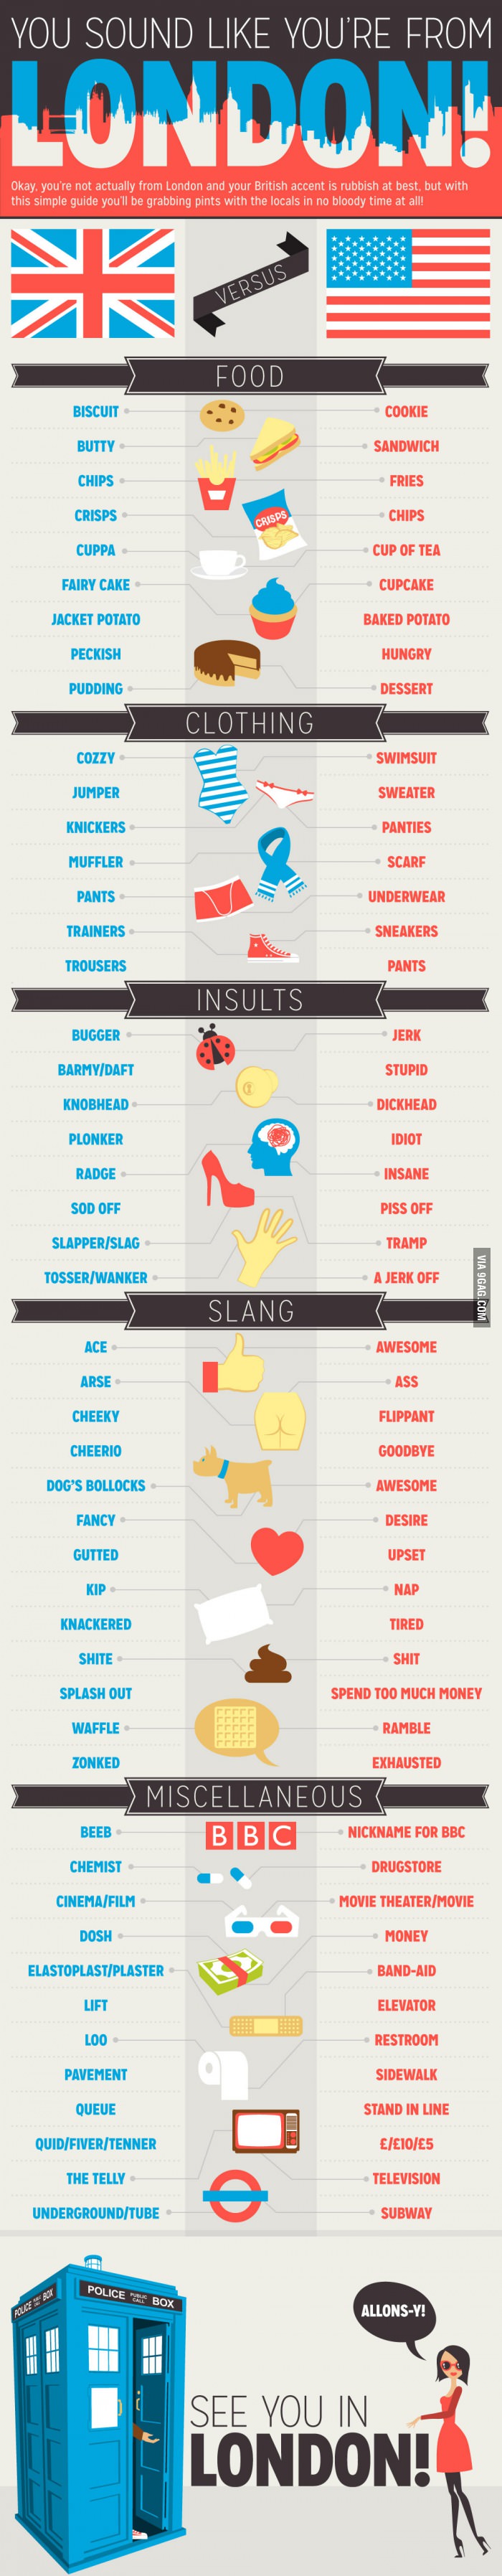 YOU SOUND LIKE YOU'RE FROM
LONDON!
Okay, you're not actually from London and your British accent is rubbish at best, but with
this simple guide you'll be grabbing pints with the locals in no bloody time at all!
VERSUS
FOOD
BISCUIT COOKIE
BUTTY SANDWICH
CHIPS FRIES
CRISPS CRISPS CHIPS
CUPPA CUP OF TEA
FAIRY CAKE CUPCAKE
JACKET POTATO BAKED POTATO
PECKISH HUNGRY
PUDDING DESSERT
CLOTHING
COZZY SWIMSUIT
JUMPER SWEATER
KNICKERS PANTIES
MUFFLER SCARF
PANTS UNDERWEAR
TRAINERS SNEAKERS
TROUSERS PANTS
INSULTS
BUGGER JERK
BARMY/DAFT STUPID
KNOBHEAD DICKHEAD
PLONKER IDIOT
RADGE INSANE
SOD OFF PISS OFF
SLAPPER/SLAG TRAMP
TOSSER/WANKER A JERK OFF
VIA 9GAG.COM
SLANG
ACE AWESOME
ARSE ASS
CHEEKY FLIPPANT
CHEERIO GOODBYE
DOG'S BOLLOCKS AWESOME
FANCY DESIRE
GUTTED UPSET
KIP NAP
KNACKERED TIRED
SHITE SHIT
SPLASH OUT SPEND TOO MUCH MONEY
WAFFLE RAMBLE
ZONKED EXHAUSTED
MISCELLANEOUS
BEEB BBC NICKNAME FOR BBC
CHEMIST DRUGSTORE
CINEMA/FILM MOVIE THEATER/MOVIE
DOSH MONEY
ELASTOPLAST/PLASTER BAND-AID
LIFT ELEVATOR
LOO RESTROOM
PAVEMENT SIDEWALK
QUEUE STAND IN LINE
QUID/FIVER/TENNER £/£10/£5
THE TELLY TELEVISION
UNDERGROUND/TUBE SUBWAY
POLICE PUBLIC CALL BOX
POLICE PUBLIC CALL BOX
ALLONS-Y!
SEE YOU IN
LONDON!